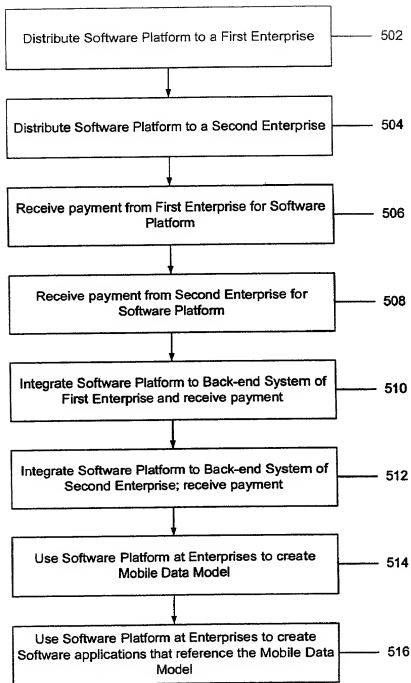 Distribute Software Platform to a First Enterprise
502
Distribute Software Platform to a Second Enterprise
504
Receive payment from First Enterprise for Software
Platform
506
Receive payment from Second Enterprise for
Software Platform
508
Integrate Software Platform to Back-end System of
First Enterprise and receive payment
510
Integrate Software Platform to Back-end System of
Second Enterprise; receive payment
512
Use Software Platform at Enterprises to create
Mobile Data Model
514
Use Software Platform at Enterprises to create
Software applications that reference the Mobile Data
Model
516